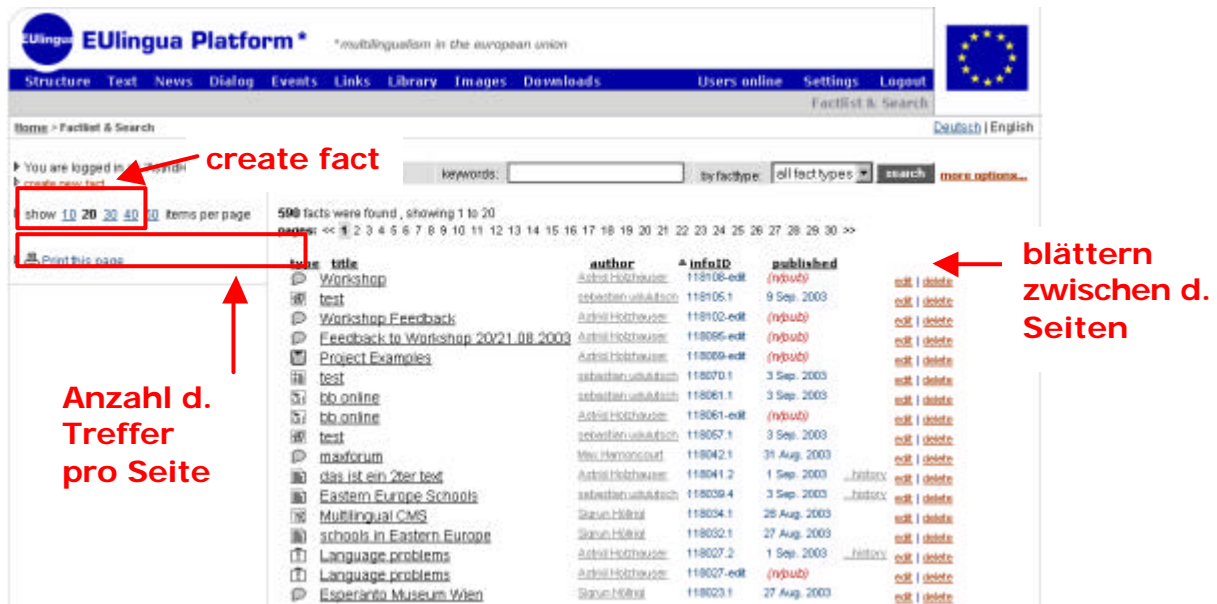 EUlingua EUlingua Platform* *multilingualism in the european union
Structure Text News Dialog Events Links Library Images Downloads Users online Settings Logout
Factlist & Search
Home > Factlist & Search Deutsch | English
create fact
You are logged in
create new fact
keywords: by facttype: all fact types search more options...
show 10 20 30 40 50 items per page
590 facts were found , showing 1 to 20
pages: << 1 2 3 4 5 6 7 8 9 10 11 12 13 14 15 16 17 18 19 20 21 22 23 24 25 26 27 28 29 30 >>
Print this page
type title author infoID published
Workshop Astrid Holzhauser 118108-edit (n/pub) edit | delete
test sebastian 118105.1 9 Sep. 2003 edit | delete
Workshop Feedback Astrid Holzhauser 118102-edit (n/pub) edit | delete
Feedback to Workshop 20/21.08.2003 Astrid Holzhauser 118095-edit (n/pub) edit | delete
Project Examples Astrid Holzhauser 118089-edit (n/pub) edit | delete
test sebastian 118070.1 3 Sep. 2003 edit | delete
bb online sebastian 118061.1 3 Sep. 2003 edit | delete
bb online Astrid Holzhauser 118061-edit (n/pub) edit | delete
test sebastian 118057.1 3 Sep. 2003 edit | delete
maxforum Max Harnoncourt 118042.1 31 Aug. 2003 edit | delete
das ist ein 2ter text Astrid Holzhauser 118041.2 1 Sep. 2003 ...history edit | delete
Eastern Europe Schools sebastian 118039.4 3 Sep. 2003 ...history edit | delete
Multilingual CMS Sigrun 118034.1 28 Aug. 2003 edit | delete
schools in Eastern Europe Sigrun 118032.1 27 Aug. 2003 edit | delete
Language problems Astrid Holzhauser 118027.2 1 Sep. 2003 ...history edit | delete
Language problems Astrid Holzhauser 118027-edit (n/pub) edit | delete
Esperanto Museum Wien Sigrun 118023.1 27 Aug. 2003 edit | delete
blättern
zwischen d.
Seiten
Anzahl d.
Treffer
pro Seite